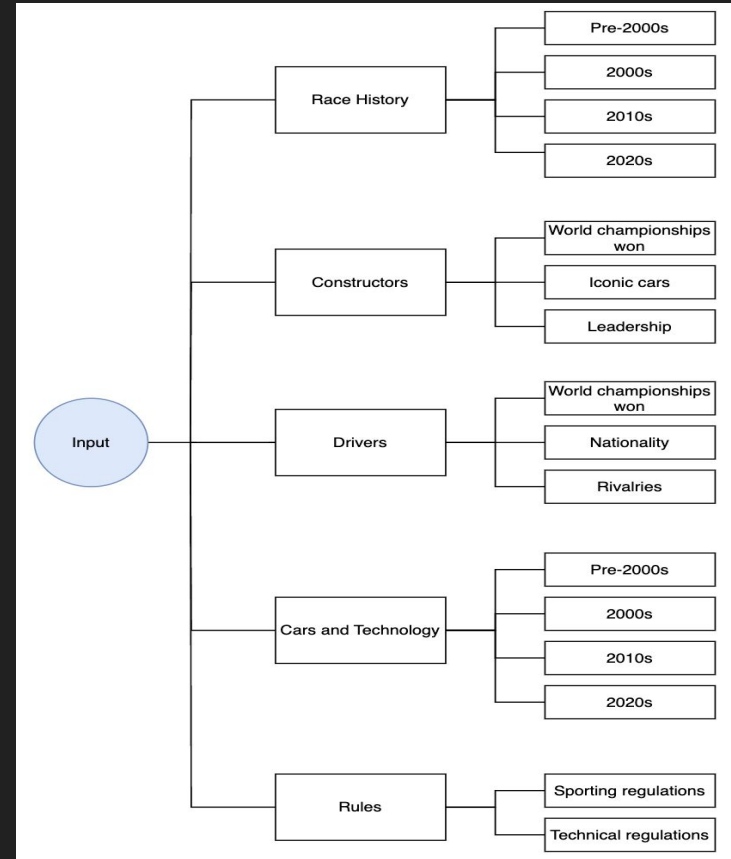 Pre-2000s
Race History
2000s
2010s
2020s
World championships
won
Constructors
Iconic cars
Leadership
World championships
won
Input
Drivers
Nationality
Rivalries
Pre-2000s
Cars and Technology
2000s
2010s
2020s
Rules
Sporting regulations
Technical regulations